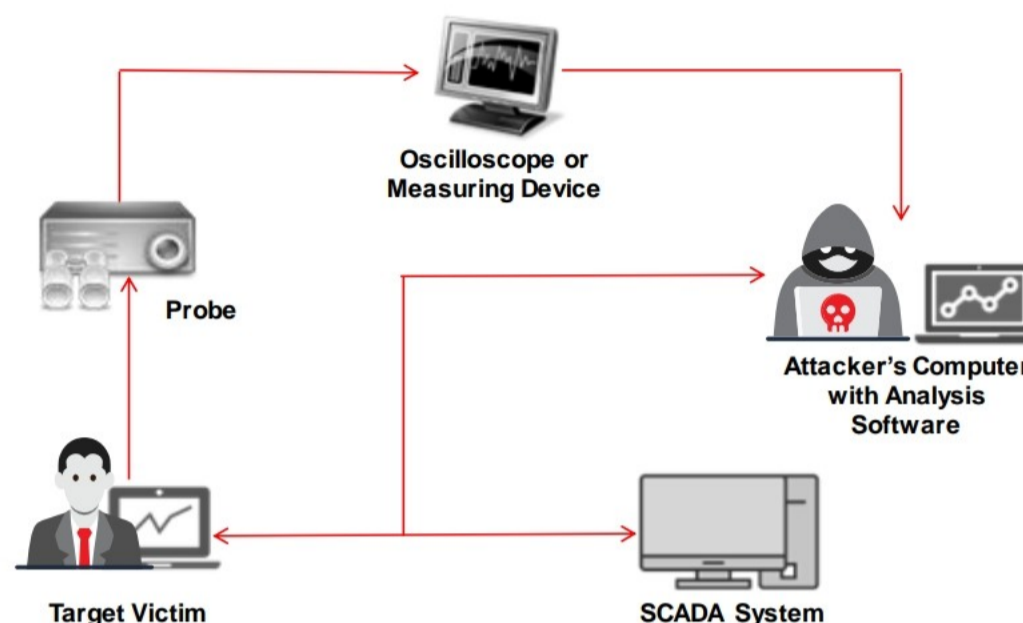 Oscilloscope or
Measuring Device
Probe
Attacker's Computer
with Analysis
Software
Target Victim
SCADA System